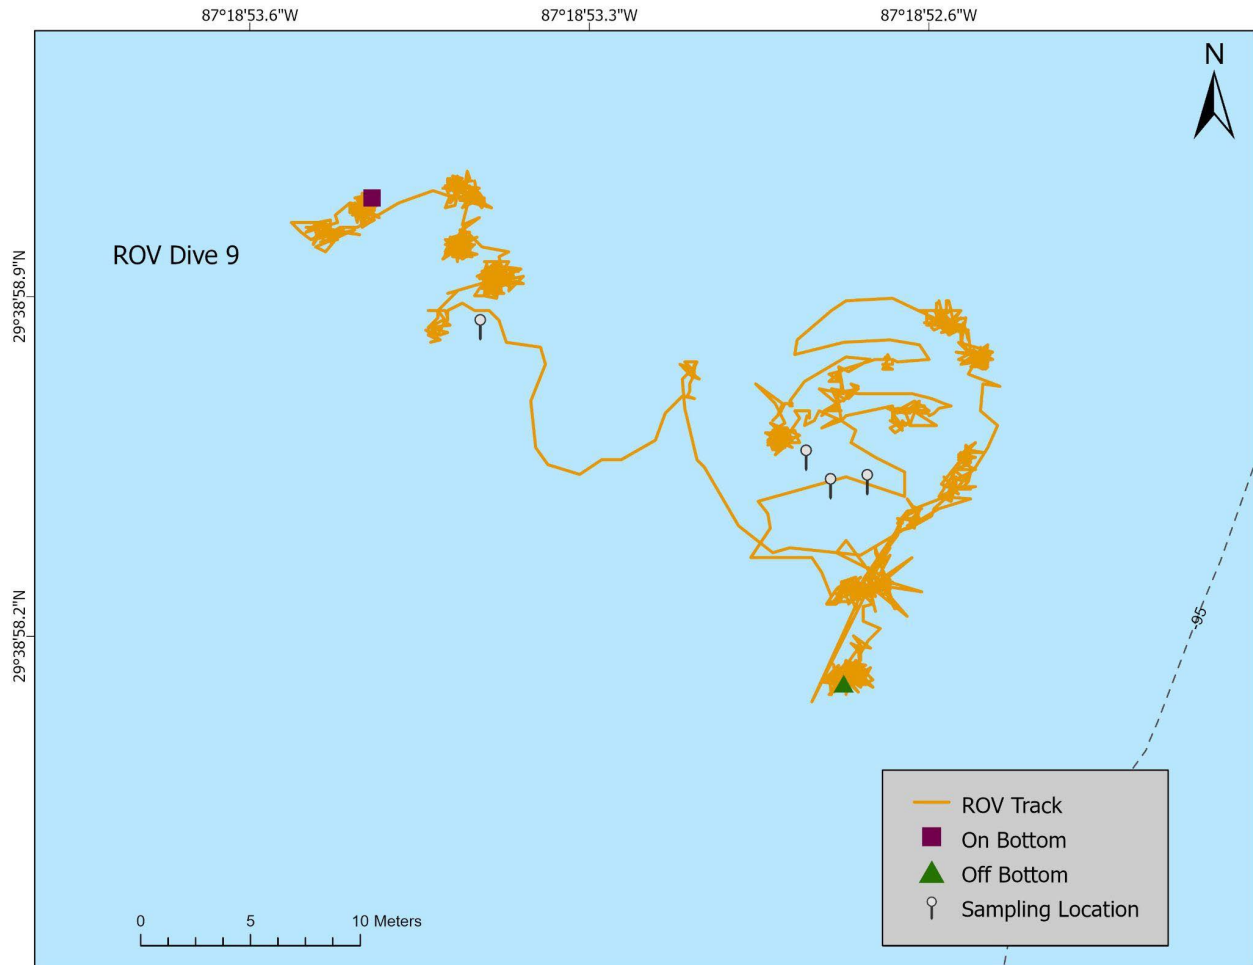 87°18'53.6"W 87°18'53.3"W 87°18'52.6"W
N
ROV Dive 9
29°38'58.9"N
29°38'58.2"N
-95
ROV Track
On Bottom
Off Bottom
Sampling Location
0 5 10 Meters